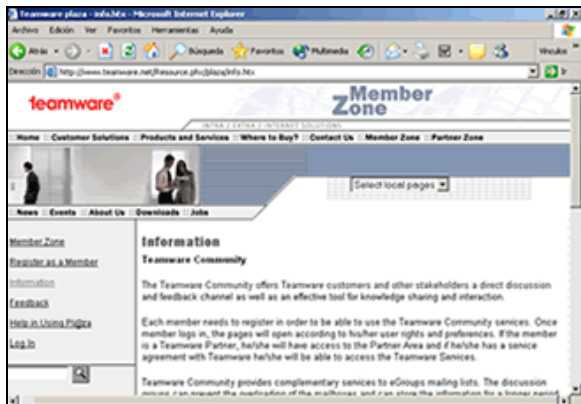 Teamware plaza - info.htx - Microsoft Internet Explorer
Archivo Edición Ver Favoritos Herramientas Ayuda
Atrás Búsqueda Favoritos Multimedia Vínculos
Dirección http://www.teamware.net/Resource.phx/plaza/info.htx Ir
teamware®
Member
Zone
INTRA / EXTRA / INTERNET SOLUTIONS
:: Home :: Customer Solutions :: Products and Services :: Where to Buy? :: Contact Us :: Member Zone :: Partner Zone
Select local pages
:: News :: Events :: About Us :: Downloads :: Jobs
Member Zone
Register as a Member
Information
Feedback
Help in Using Pl@za
Log In
Information
Teamware Community
The Teamware Community offers Teamware customers and other stakeholders a direct discussion
and feedback channel as well as an effective tool for knowledge sharing and interaction.
Each member needs to register in order to be able to use the Teamware Community services. Once
member logs in, the pages will open according to his/her user rights and preferences. If the member
is a Teamware Partner, he/she will have access to the Partner Area and if he/she has a service
agreement with Teamware he/she will be able to access the Teamware Services.
Teamware Community provides complementary services to eGroups mailing lists. The discussion
groups can prevent the overloading of the mailboxes and can store the information for a longer period